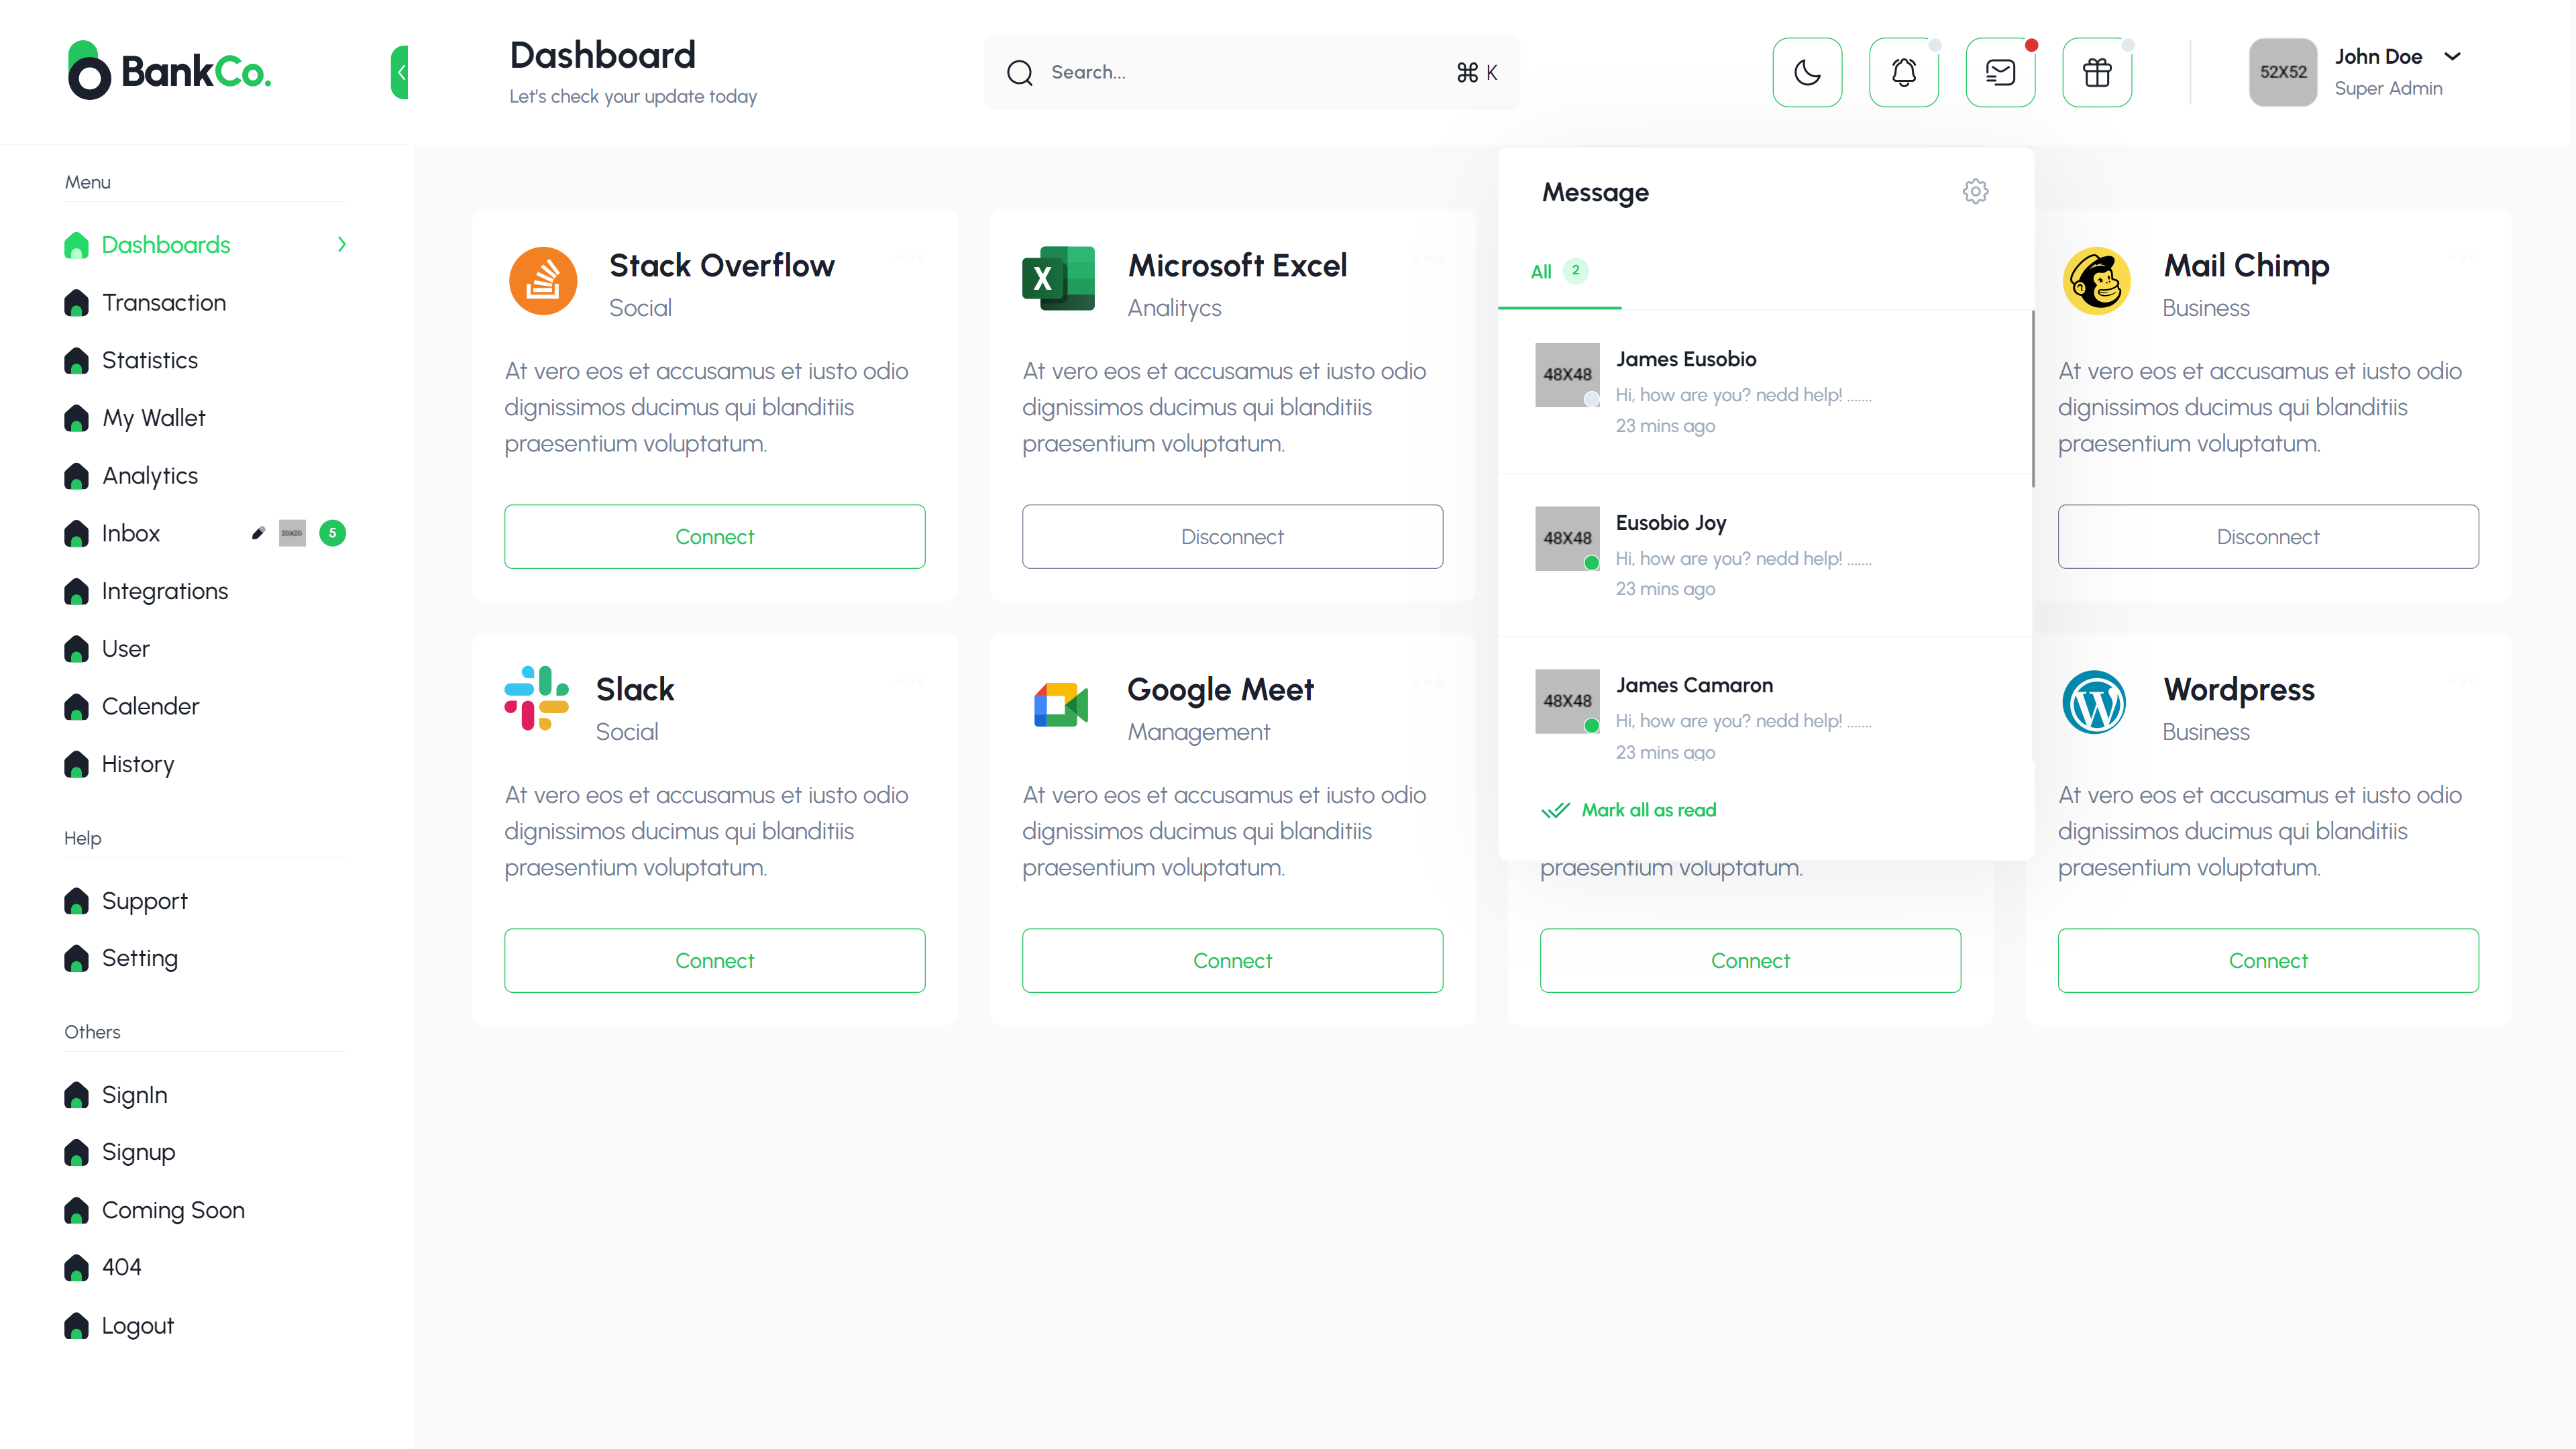 BankCo.
Dashboard
Let's check your update today
Search...
⌘ K
52X52
John Doe
Super Admin
Menu
Dashboards
Transaction
Statistics
My Wallet
Analytics
Inbox
5
Integrations
User
Calender
History
Help
Support
Setting
Others
SignIn
Signup
Coming Soon
404
Logout
Stack Overflow
Social
At vero eos et accusamus et iusto odio
dignissimos ducimus qui blanditiis
praesentium voluptatum.
Connect
Microsoft Excel
Analitycs
At vero eos et accusamus et iusto odio
dignissimos ducimus qui blanditiis
praesentium voluptatum.
Disconnect
Message
All 2
48X48
James Eusobio
Hi, how are you? nedd help! .......
23 mins ago
48X48
Eusobio Joy
Hi, how are you? nedd help! .......
23 mins ago
48X48
James Camaron
Hi, how are you? nedd help! .......
23 mins ago
Mark all as read
Mail Chimp
Business
At vero eos et accusamus et iusto odio
dignissimos ducimus qui blanditiis
praesentium voluptatum.
Disconnect
Slack
Social
At vero eos et accusamus et iusto odio
dignissimos ducimus qui blanditiis
praesentium voluptatum.
Connect
Google Meet
Management
At vero eos et accusamus et iusto odio
dignissimos ducimus qui blanditiis
praesentium voluptatum.
Connect
praesentium voluptatum.
Connect
Wordpress
Business
At vero eos et accusamus et iusto odio
dignissimos ducimus qui blanditiis
praesentium voluptatum.
Connect